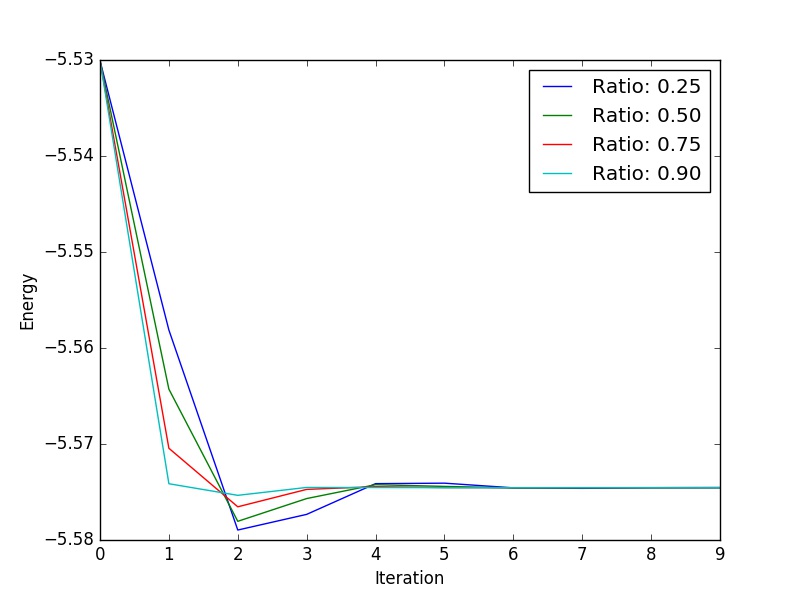 −5.53
−5.54
−5.55
−5.56
−5.57
−5.58
Energy
Ratio: 0.25
Ratio: 0.50
Ratio: 0.75
Ratio: 0.90
0 1 2 3 4 5 6 7 8 9
Iteration